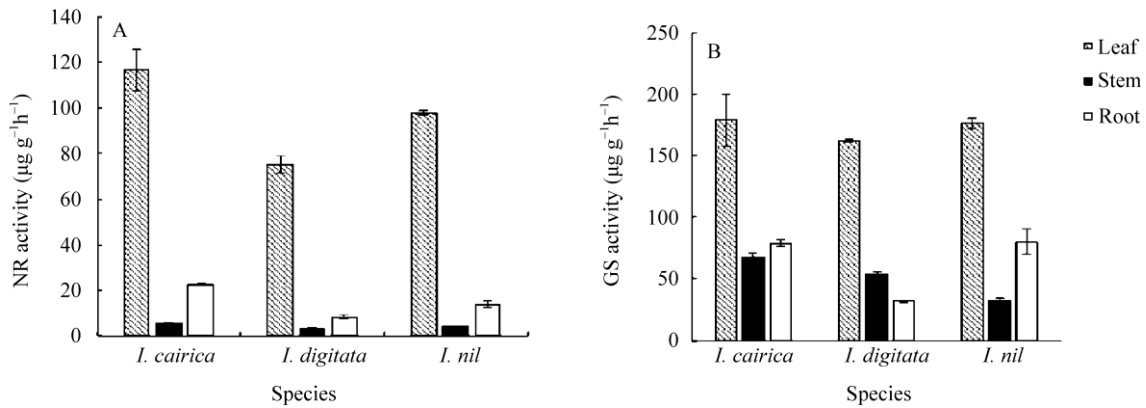 A
NR activity (μg g⁻¹h⁻¹)
140
120
100
80
60
40
20
0
I. cairica I. digitata I. nil
Species
B
GS activity (μg g⁻¹h⁻¹)
250
200
150
100
50
0
I. cairica I. digitata I. nil
Species
Leaf
Stem
Root